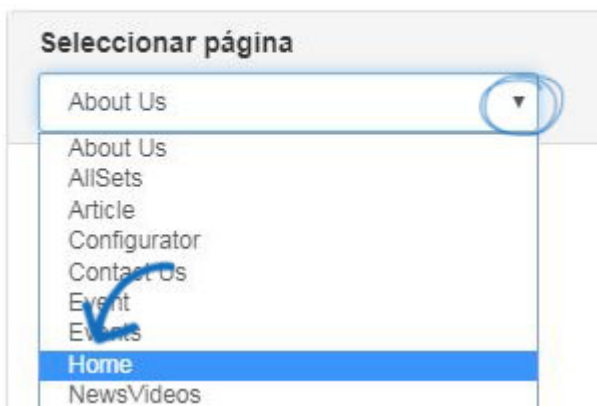 Seleccionar página
About Us
About Us
AllSets
Article
Configurator
Contact Us
Event
Events
Home
NewsVideos